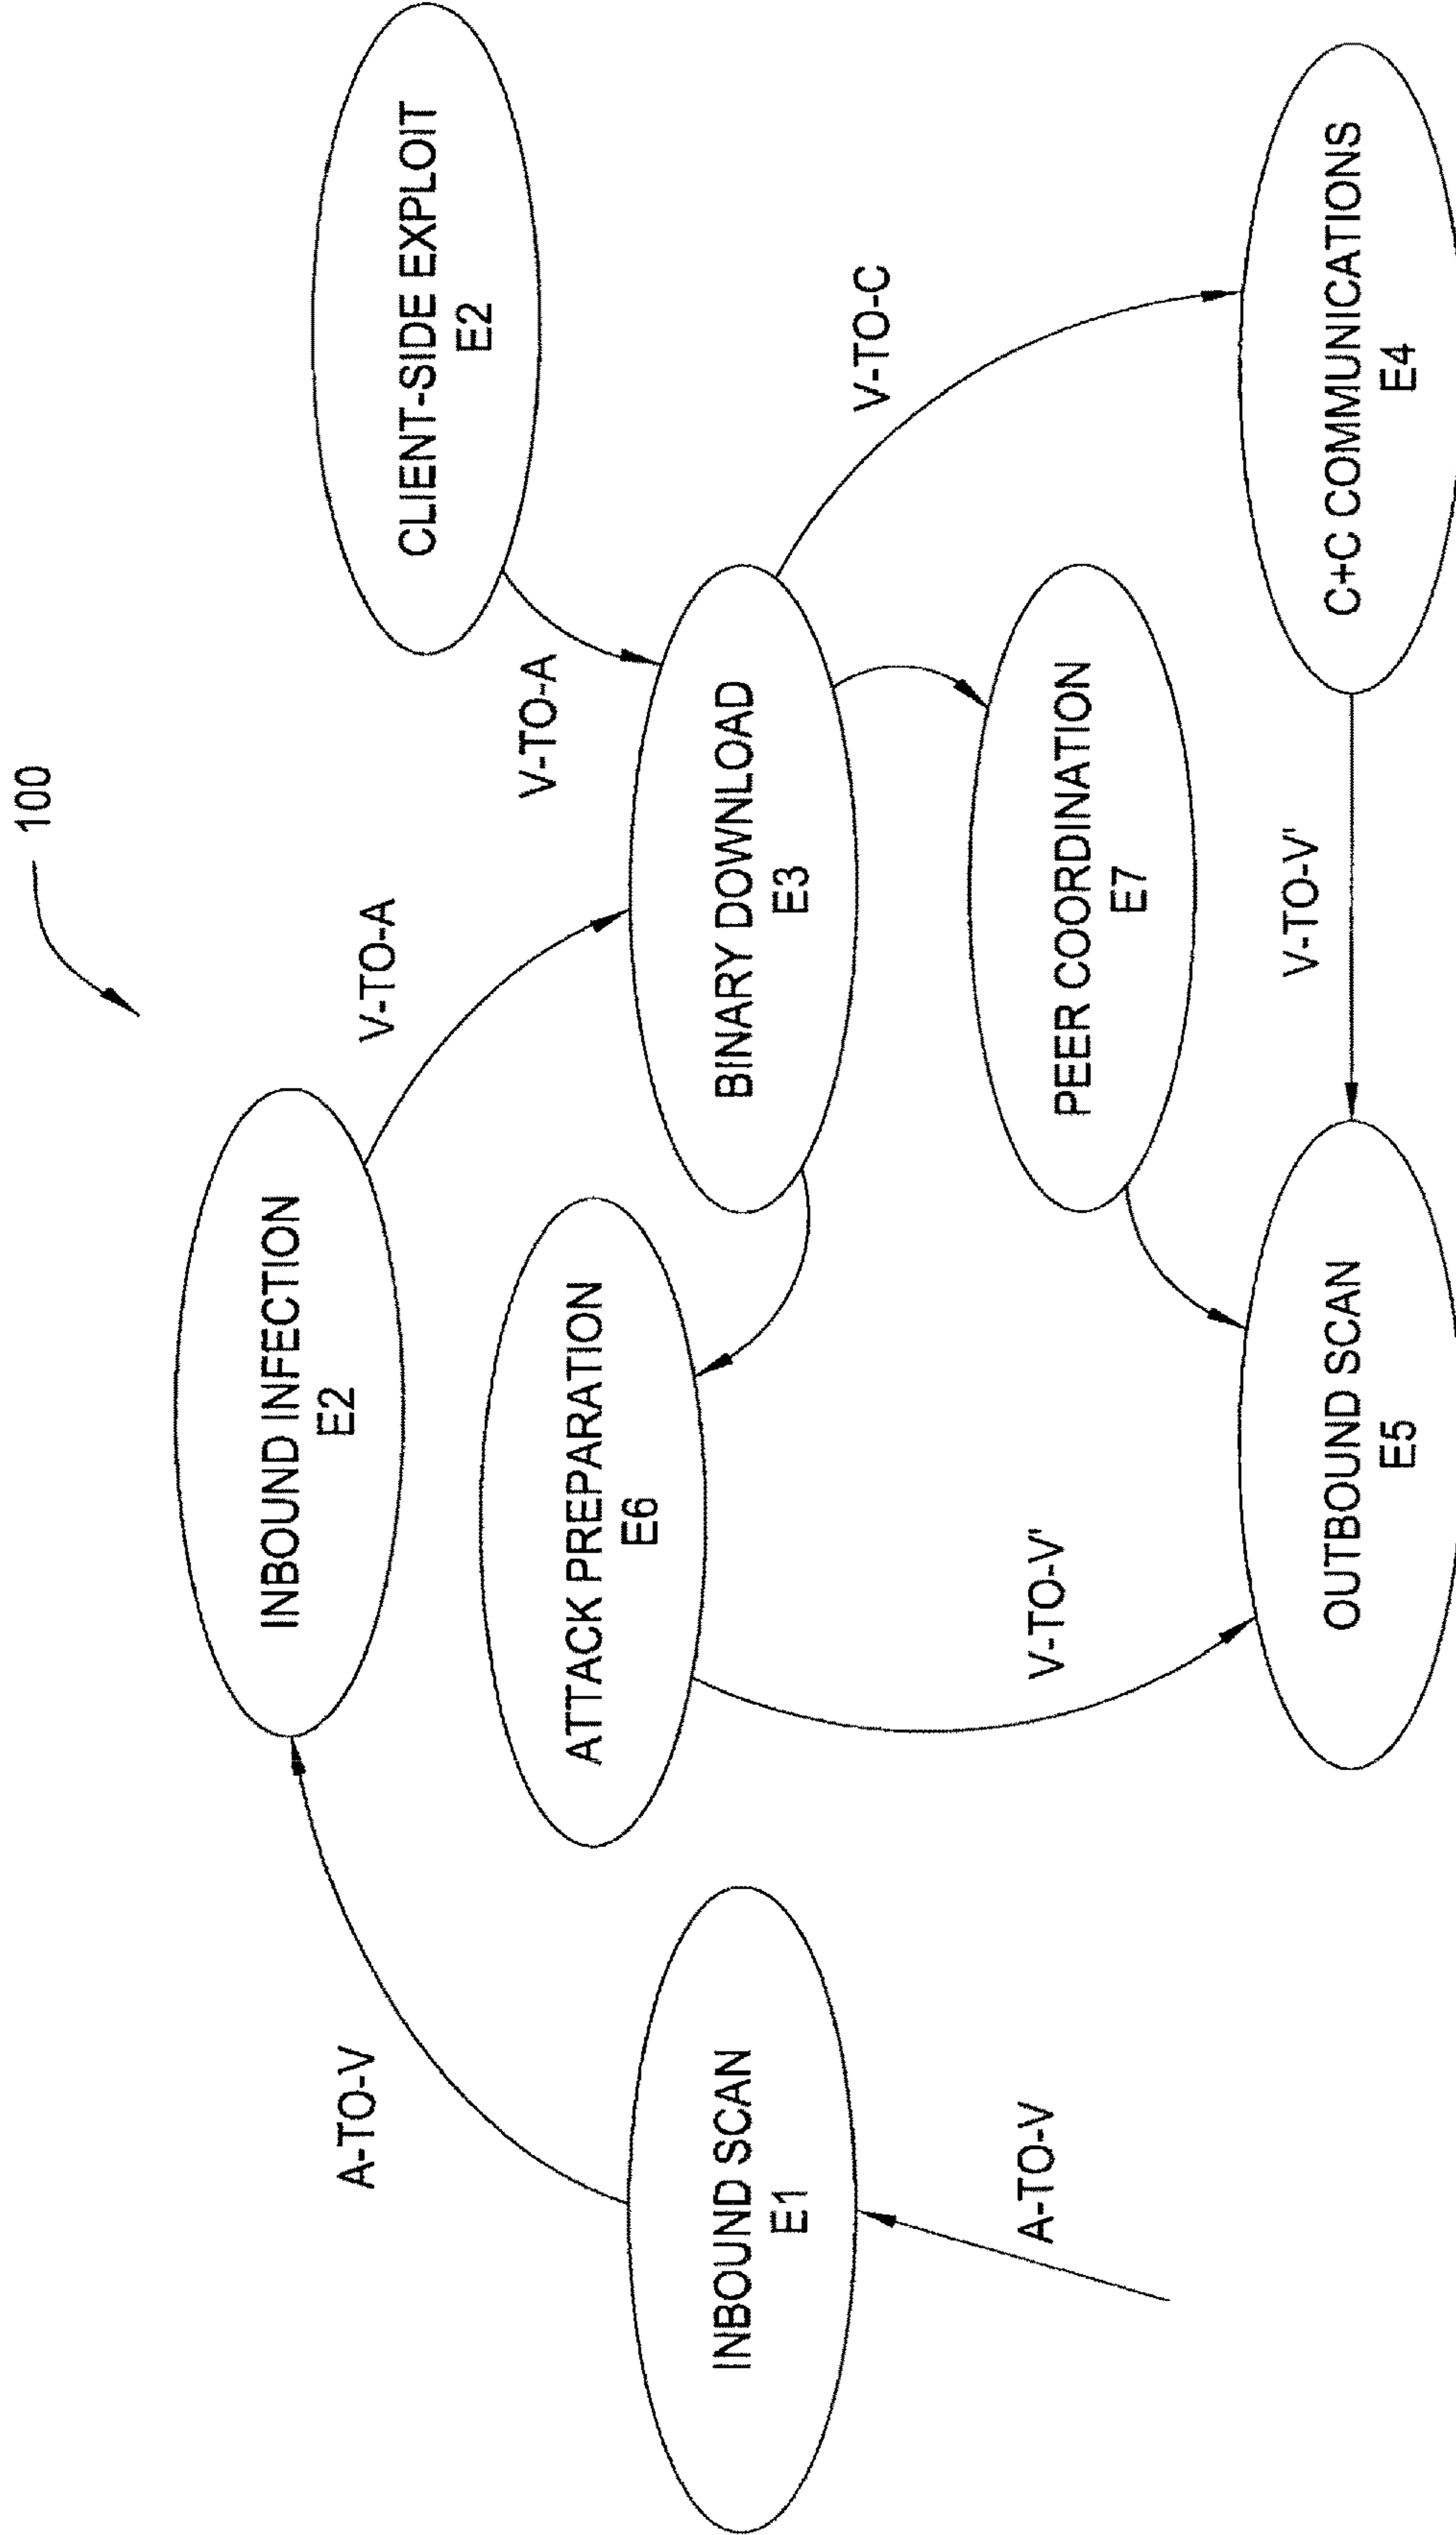 100
CLIENT-SIDE EXPLOIT
E2
INBOUND INFECTION
E2
V-TO-A
V-TO-A
A-TO-V
ATTACK PREPARATION
E6
BINARY DOWNLOAD
E3
V-TO-C
INBOUND SCAN
E1
PEER COORDINATION
E7
V-TO-V'
A-TO-V
V-TO-V'
OUTBOUND SCAN
E5
C+C COMMUNICATIONS
E4